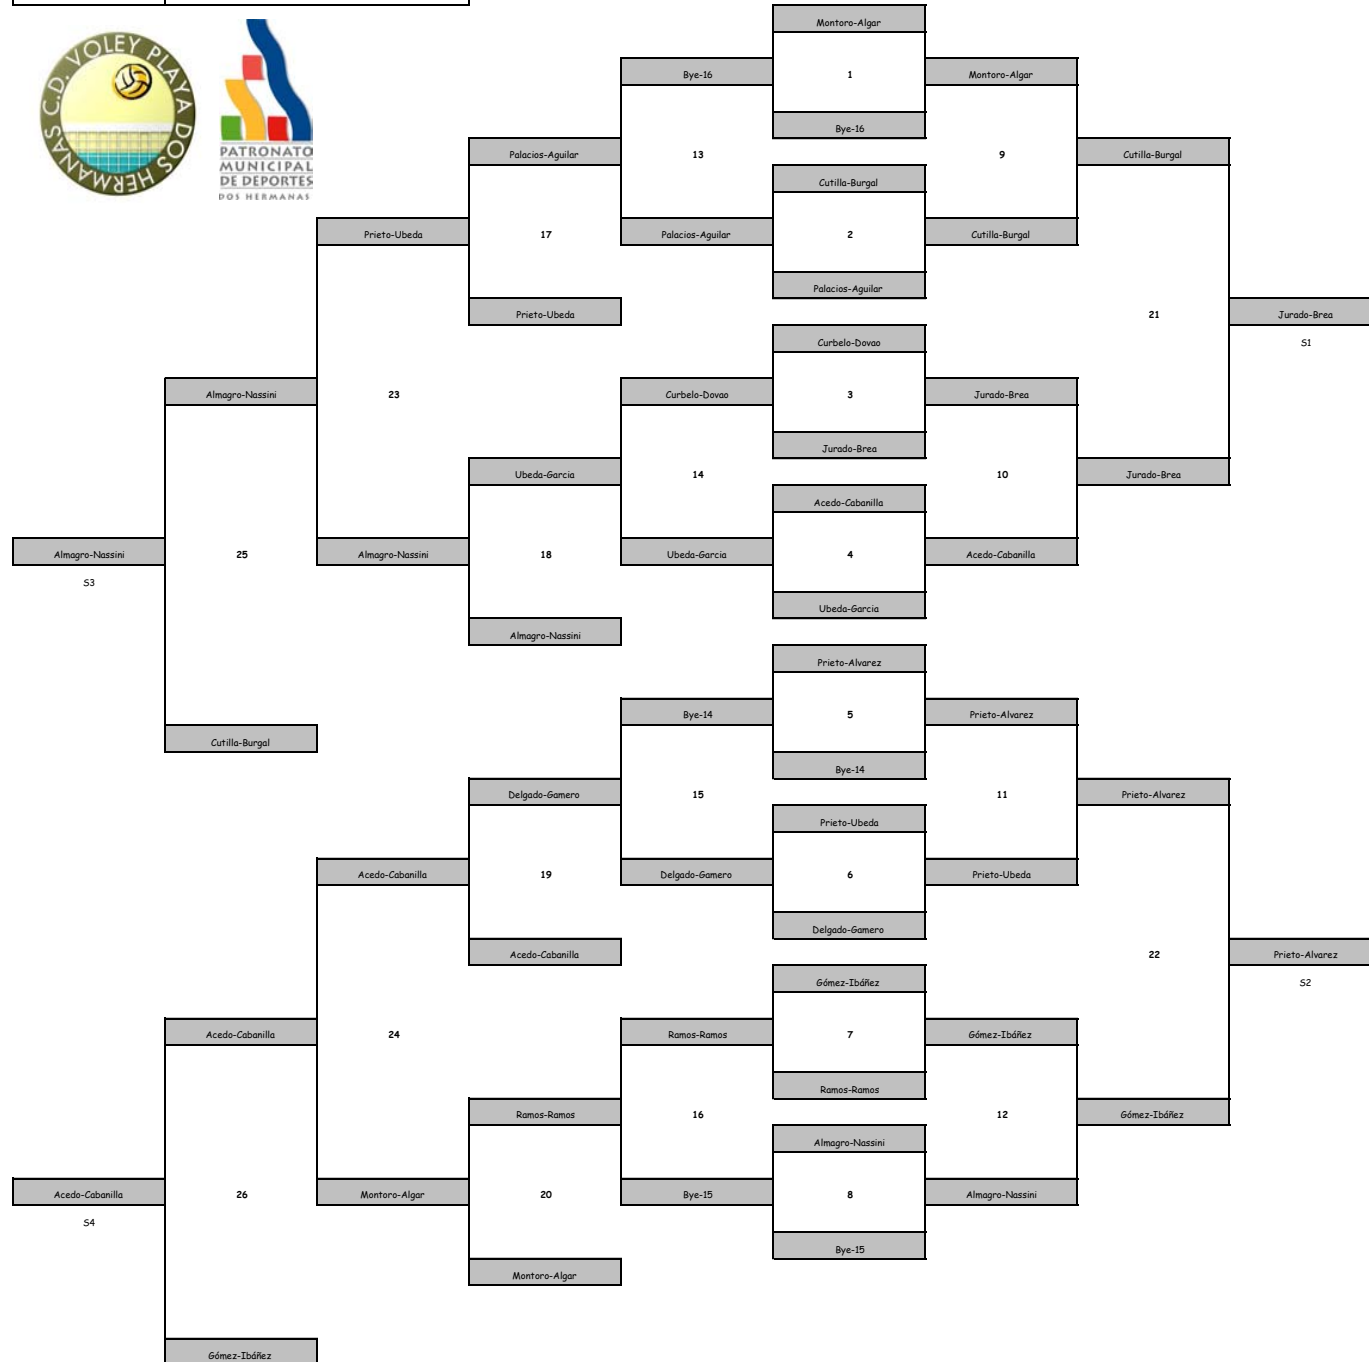 Montoro-Algar
C.D. VOLEY PLAYA DOS HERMANAS
Bye-16
1
Montoro-Algar
Bye-16
PATRONATO
MUNICIPAL
DE DEPORTES
DOS HERMANAS
Palacios-Aguilar
13
9
Cutilla-Burgal
Cutilla-Burgal
Prieto-Ubeda
17
Palacios-Aguilar
2
Cutilla-Burgal
Palacios-Aguilar
Prieto-Ubeda
21
Jurado-Brea
Curbelo-Dovao
S1
Almagro-Nassini
23
Curbelo-Dovao
3
Jurado-Brea
Jurado-Brea
Ubeda-Garcia
14
10
Jurado-Brea
Acedo-Cabanilla
Almagro-Nassini
25
Almagro-Nassini
18
Ubeda-Garcia
4
Acedo-Cabanilla
S3
Ubeda-Garcia
Almagro-Nassini
Prieto-Alvarez
Bye-14
5
Prieto-Alvarez
Cutilla-Burgal
Bye-14
Delgado-Gamero
15
11
Prieto-Alvarez
Prieto-Ubeda
Acedo-Cabanilla
19
Delgado-Gamero
6
Prieto-Ubeda
Delgado-Gamero
Acedo-Cabanilla
22
Prieto-Alvarez
Gómez-Ibáñez
S2
Acedo-Cabanilla
24
Ramos-Ramos
7
Gómez-Ibáñez
Ramos-Ramos
Ramos-Ramos
16
12
Gómez-Ibáñez
Almagro-Nassini
Acedo-Cabanilla
26
Montoro-Algar
20
Bye-15
8
Almagro-Nassini
S4
Bye-15
Montoro-Algar
Gómez-Ibáñez